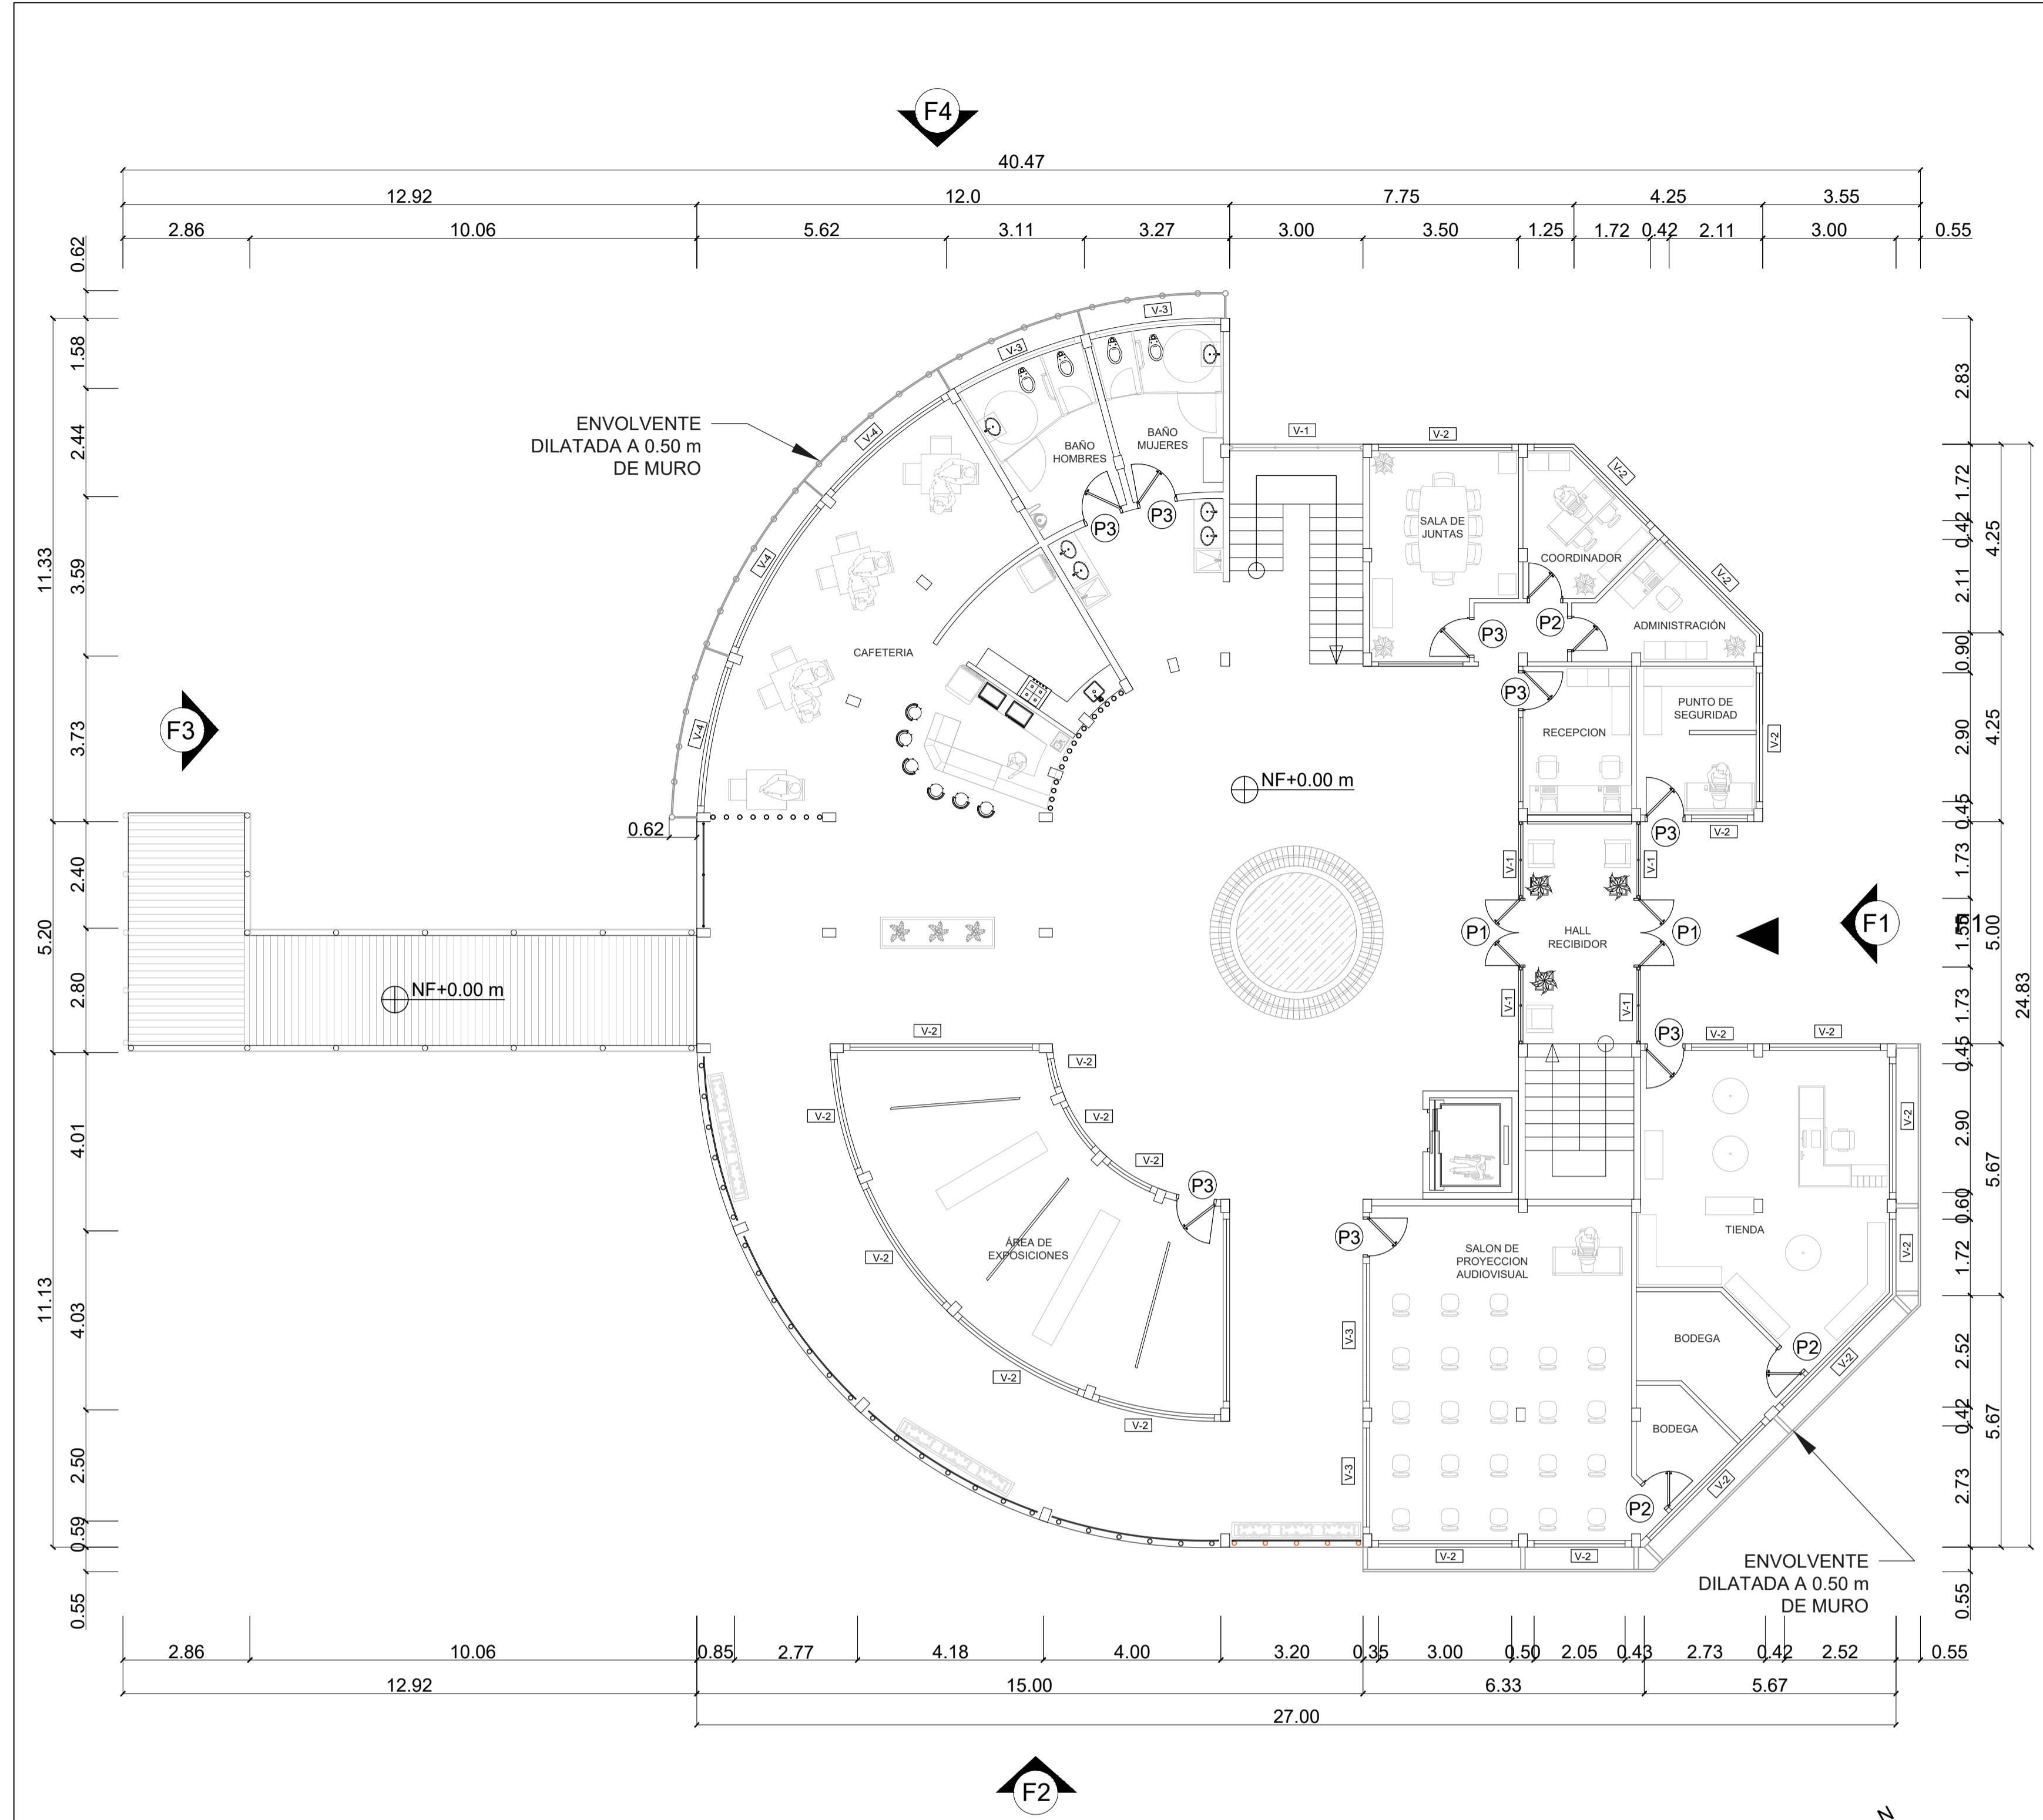 F4
40.47
12.92 12.0 7.75 4.25 3.55
2.86 10.06 5.62 3.11 3.27 3.00 3.50 1.25 1.72 0.42 2.11 3.00 0.55
0.62
1.58
2.44
3.59
3.73
2.40
2.80
4.01
4.03
2.50
0.59
0.55
11.33
5.20
11.13
V-3
V-3
ENVOLVENTE
DILATADA A 0.50 m
DE MURO
V-4
V-4
V-4
BAÑO
HOMBRES
BAÑO
MUJERES
P3
P3
V-1
V-2
V-2
V-2
SALA DE
JUNTAS
COORDINADOR
P2
P3
ADMINISTRACIÓN
CAFETERIA
P3
RECEPCION
PUNTO DE
SEGURIDAD
V-2
F3
NF+0.00 m
0.62
P3
V-2
V-1
V-1
P1
HALL
RECIBIDOR
P1
F1
V-1
V-1
NF+0.00 m
V-2
V-2
V-2
V-2
V-2
P3
V-2
V-2
V-2
P3
ÁREA DE
EXPOSICIONES
V-2
V-2
V-2
P3
SALON DE
PROYECCION
AUDIOVISUAL
TIENDA
V-2
V-3
V-3
BODEGA
P2
V-2
BODEGA
V-2
P2
V-2
V-2
ENVOLVENTE
DILATADA A 0.50 m
DE MURO
2.83
1.72
0.42
2.11
0.90
2.90
0.45
1.73
1.73
0.45
2.90
0.60
1.72
2.52
0.42
2.73
0.55
4.25
4.25
5.00
5.67
5.67
24.83
2.86 10.06 0.85 2.77 4.18 4.00 3.20 0.35 3.00 0.50 2.05 0.43 2.73 0.42 2.52 0.55
12.92 15.00 6.33 5.67
27.00
F2
N